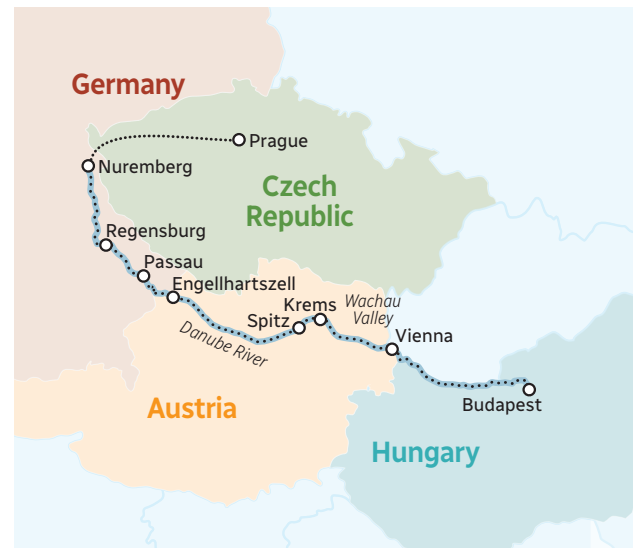 Germany
Prague
Nuremberg
Czech
Republic
Regensburg
Passau
Engellhartszell
Krems
Wachau
Valley
Spitz
Danube River
Vienna
Budapest
Austria
Hungary